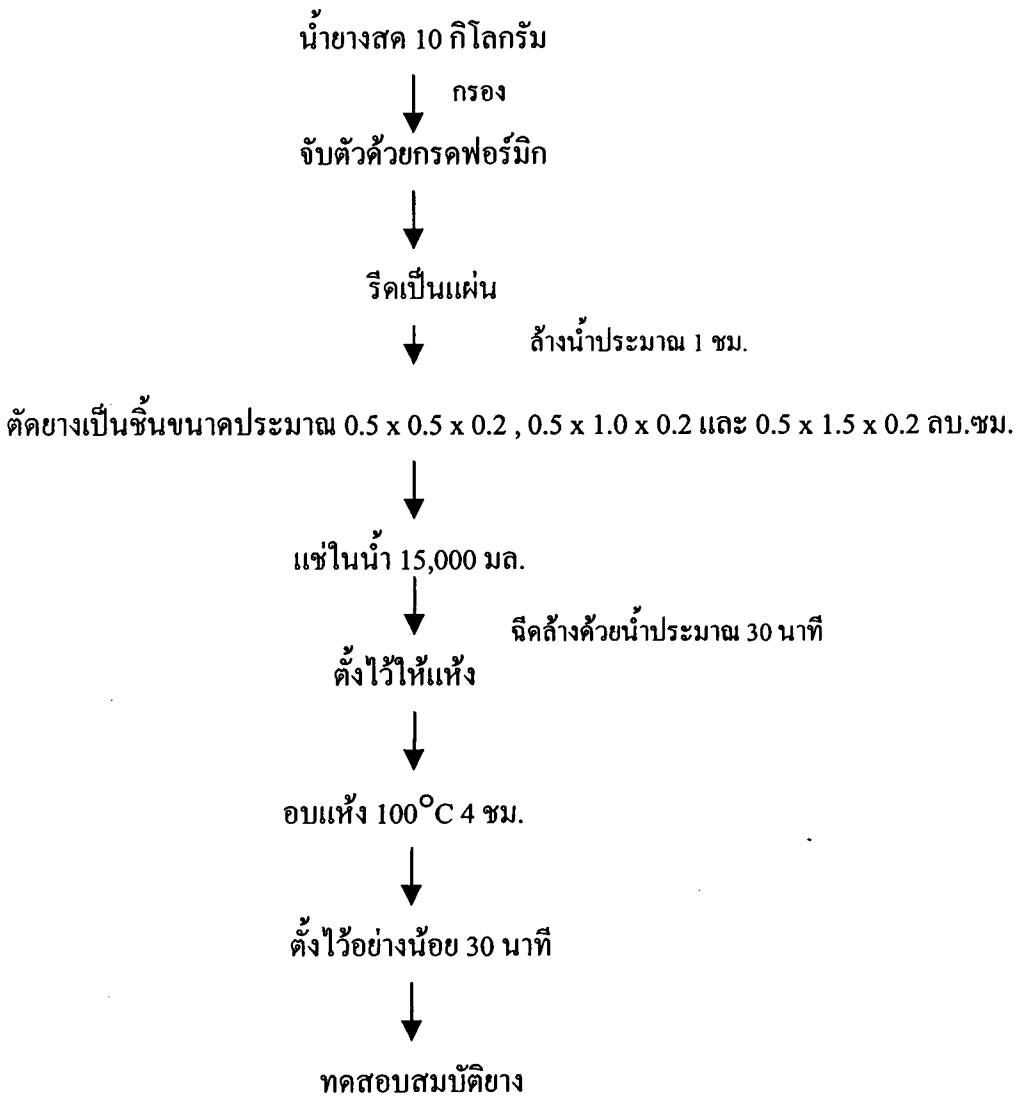 น้ำยางสด 10 กิโลกรัม
กรอง
จับตัวด้วยกรดฟอร์มิก
รีดเป็นแผ่น
ล้างน้ำประมาณ 1 ชม.
ตัดยางเป็นชิ้นขนาดประมาณ 0.5 x 0.5 x 0.2 , 0.5 x 1.0 x 0.2 และ 0.5 x 1.5 x 0.2 ลบ.ซม.
แช่ในน้ำ 15,000 มล.
ฉีดล้างด้วยน้ำประมาณ 30 นาที
ตั้งไว้ให้แห้ง
อบแห้ง 100°C 4 ชม.
ตั้งไว้อย่างน้อย 30 นาที
ทดสอบสมบัติยาง